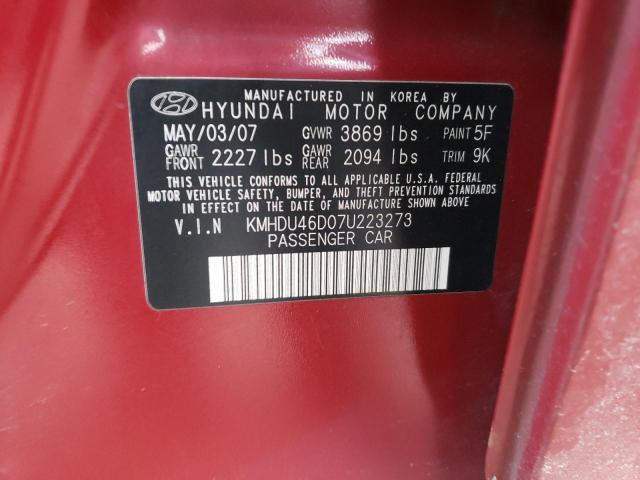 MANUFACTURED IN KOREA BY
HYUNDAI MOTOR COMPANY
MAY/03/07 GVWR 3869 lbs PAINT 5F
GAWR FRONT 2227 lbs GAWR REAR 2094 lbs TRIM 9K
THIS VEHICLE CONFORMS TO ALL APPLICABLE U.S.A. FEDERAL
MOTOR VEHICLE SAFETY, BUMPER, AND THEFT PREVENTION STANDARDS
IN EFFECT ON THE DATE OF MANUFACTURE SHOWN ABOVE
V.I.N KMHDU46D07U223273
PASSENGER CAR